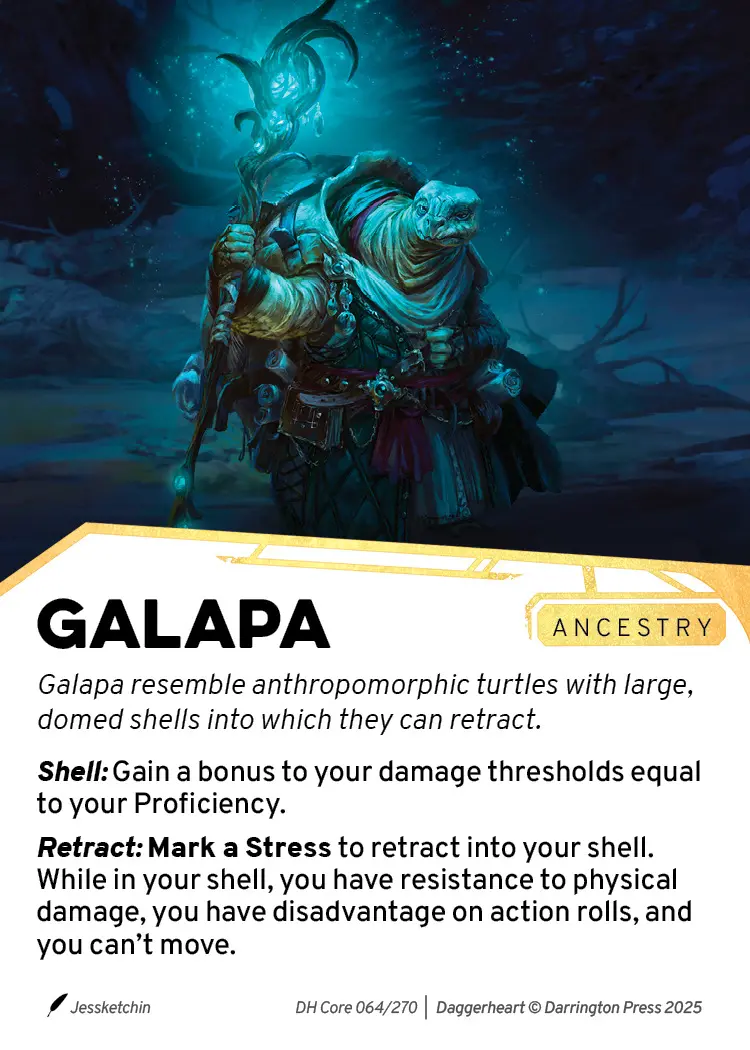 GALAPA
ANCESTRY
Galapa resemble anthropomorphic turtles with large,
domed shells into which they can retract.
Shell: Gain a bonus to your damage thresholds equal
to your Proficiency.
Retract: Mark a Stress to retract into your shell.
While in your shell, you have resistance to physical
damage, you have disadvantage on action rolls, and
you can’t move.
Jessketchin
DH Core 064/270 | Daggerheart © Darrington Press 2025